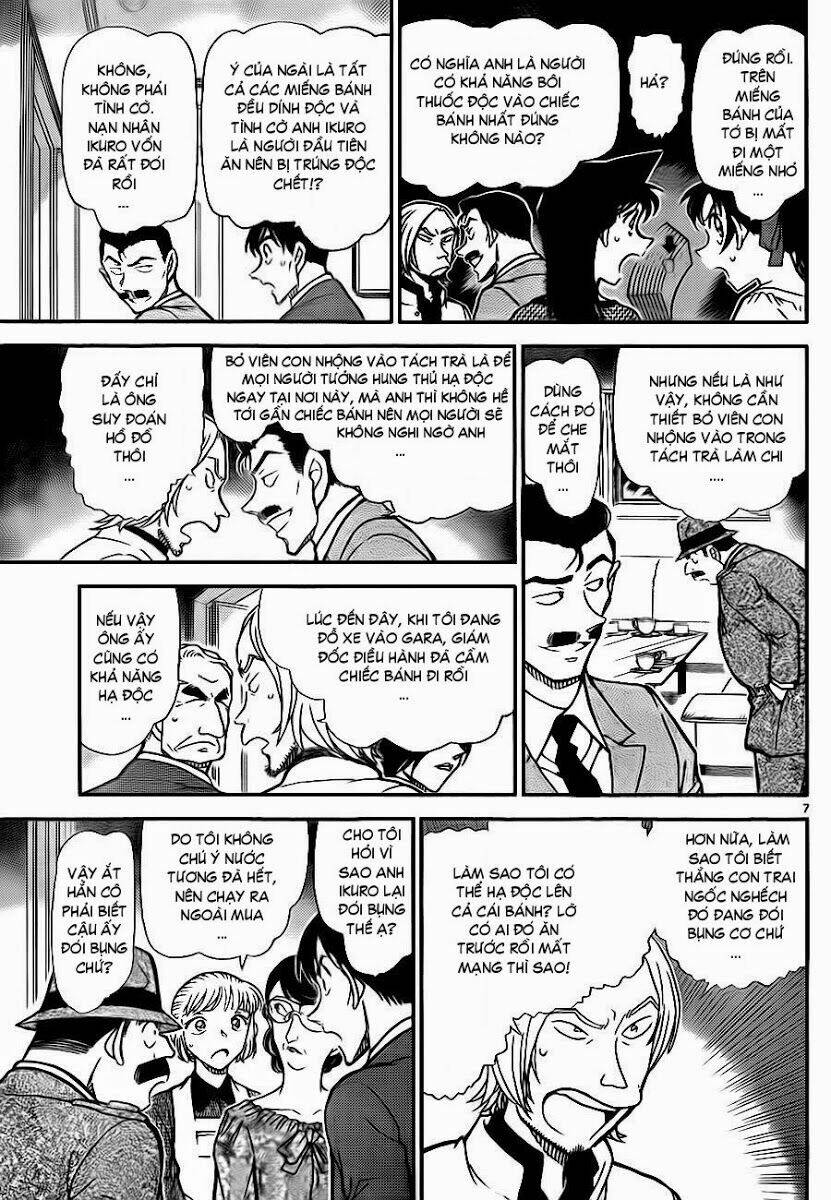 ĐÚNG RỒI.
TRÊN
MIẾNG
BÁNH CỦA
TỚ BỊ MẤT
ĐI MỘT
MIẾNG NHỎ
...
HẢ?
CÓ NGHĨA ANH LÀ NGƯỜI
CÓ KHẢ NĂNG BÔI
THUỐC ĐỘC VÀO CHIẾC
BÁNH NHẤT ĐÚNG
KHÔNG NÀO?
Ý CỦA NGÀI LÀ TẤT
CẢ CÁC MIẾNG BÁNH
ĐỀU DÍNH ĐỘC VÀ
TÌNH CỜ ANH IKURO
LÀ NGƯỜI ĐẦU TIÊN
ĂN NÊN BỊ TRÚNG ĐỘC
CHẾT!?
KHÔNG,
KHÔNG PHẢI
TÌNH CỜ.
NẠN NHÂN
IKURO VỐN
ĐÃ RẤT ĐÓI
RỒI
...
NHƯNG NẾU LÀ NHƯ
VẬY, KHÔNG CẦN
THIẾT BỎ VIÊN CON
NHỘNG VÀO TRONG
TÁCH TRÀ LÀM CHI
....
DÙNG
CÁCH ĐÓ
ĐỂ CHE
MẮT
THÔI
BỎ VIÊN CON NHỘNG VÀO TÁCH TRÀ LÀ ĐỂ
MỌI NGƯỜI TƯỞNG HUNG THỦ HẠ ĐỘC
NGAY TẠI NƠI NÀY, MÀ ANH THÌ KHÔNG HỀ
TỚI GẦN CHIẾC BÁNH NÊN MỌI NGƯỜI SẼ
KHÔNG NGHI NGỜ ANH
...
ĐẤY CHỈ
LÀ ÔNG
SUY ĐOÁN
HỒ ĐỒ
THÔI
...
LÚC ĐẾN ĐÂY, KHI TÔI ĐANG
ĐỖ XE VÀO GARA, GIÁM
ĐỐC ĐIỀU HÀNH ĐÃ CẦM
CHIẾC BÁNH ĐI RỒI
...
NẾU VẬY
ÔNG ẤY
CŨNG CÓ
KHẢ NĂNG
HẠ ĐỘC
...
7
HƠN NỮA, LÀM
SAO TÔI BIẾT
THẰNG CON TRAI
NGỐC NGHẾCH
ĐÓ ĐANG ĐÓI
BỤNG CƠ CHỨ
...
LÀM SAO TÔI CÓ
THỂ HẠ ĐỘC LÊN
CẢ CÁI BÁNH? LỠ
CÓ AI ĐÓ ĂN
TRƯỚC RỒI MẤT
MẠNG THÌ SAO!
CHO TÔI
HỎI VÌ
SAO ANH
IKURO LẠI
ĐÓI BỤNG
THẾ Ạ?
DO TÔI KHÔNG
CHÚ Ý NƯỚC
TƯƠNG ĐÃ HẾT,
NÊN CHẠY RA
NGOÀI MUA
...
VẬY ẮT
HẲN CÔ
PHẢI BIẾT
CẬU ẤY
ĐÓI BỤNG
CHỨ?